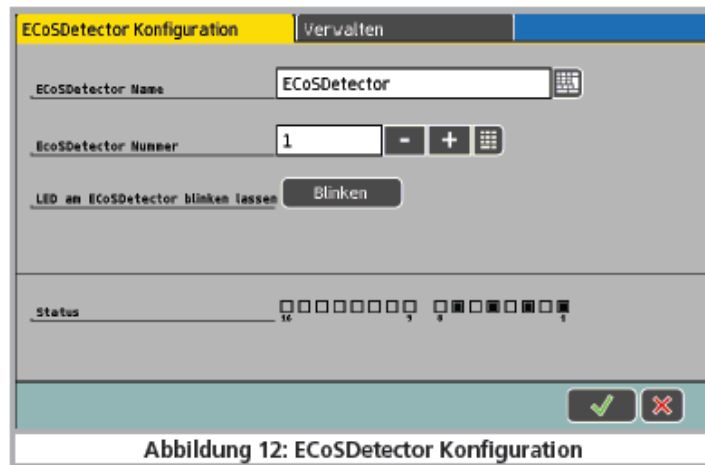 ECoSDetector Konfiguration
Verwalten
ECoSDetector Name
ECoSDetector
EcoSDetector Nummer
1
- +
LED am ECoSDetector blinken lassen
Blinken
Status
16 9 8 1
Abbildung 12: ECoSDetector Konfiguration